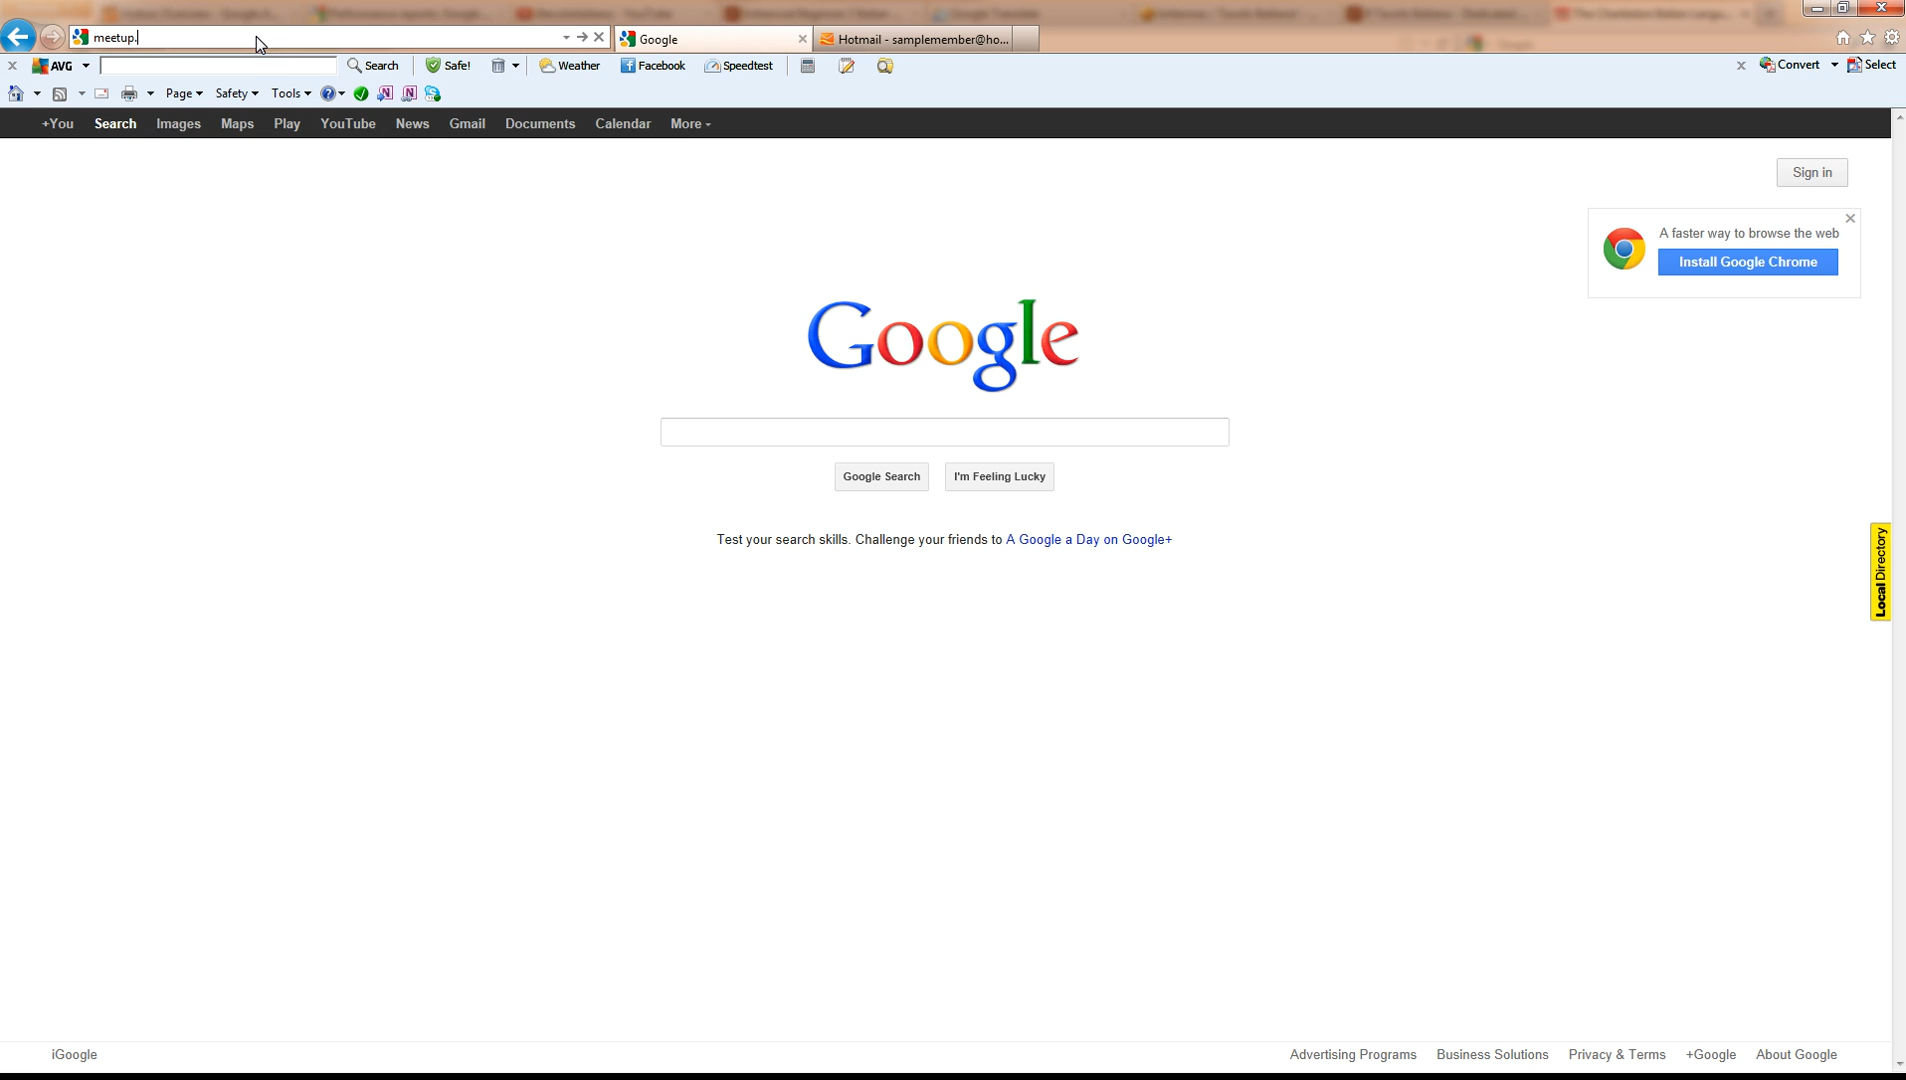 meetup.
Google
Hotmail - samplemember@ho...
AVG
Search
Safe!
Weather
Facebook
Speedtest
Convert
Select
Page
Safety
Tools
+You Search Images Maps Play YouTube News Gmail Documents Calendar More
Sign in
A faster way to browse the web
Install Google Chrome
Google
Google Search
I'm Feeling Lucky
Test your search skills. Challenge your friends to A Google a Day on Google+
Local Directory
iGoogle
Advertising Programs Business Solutions Privacy & Terms +Google About Google